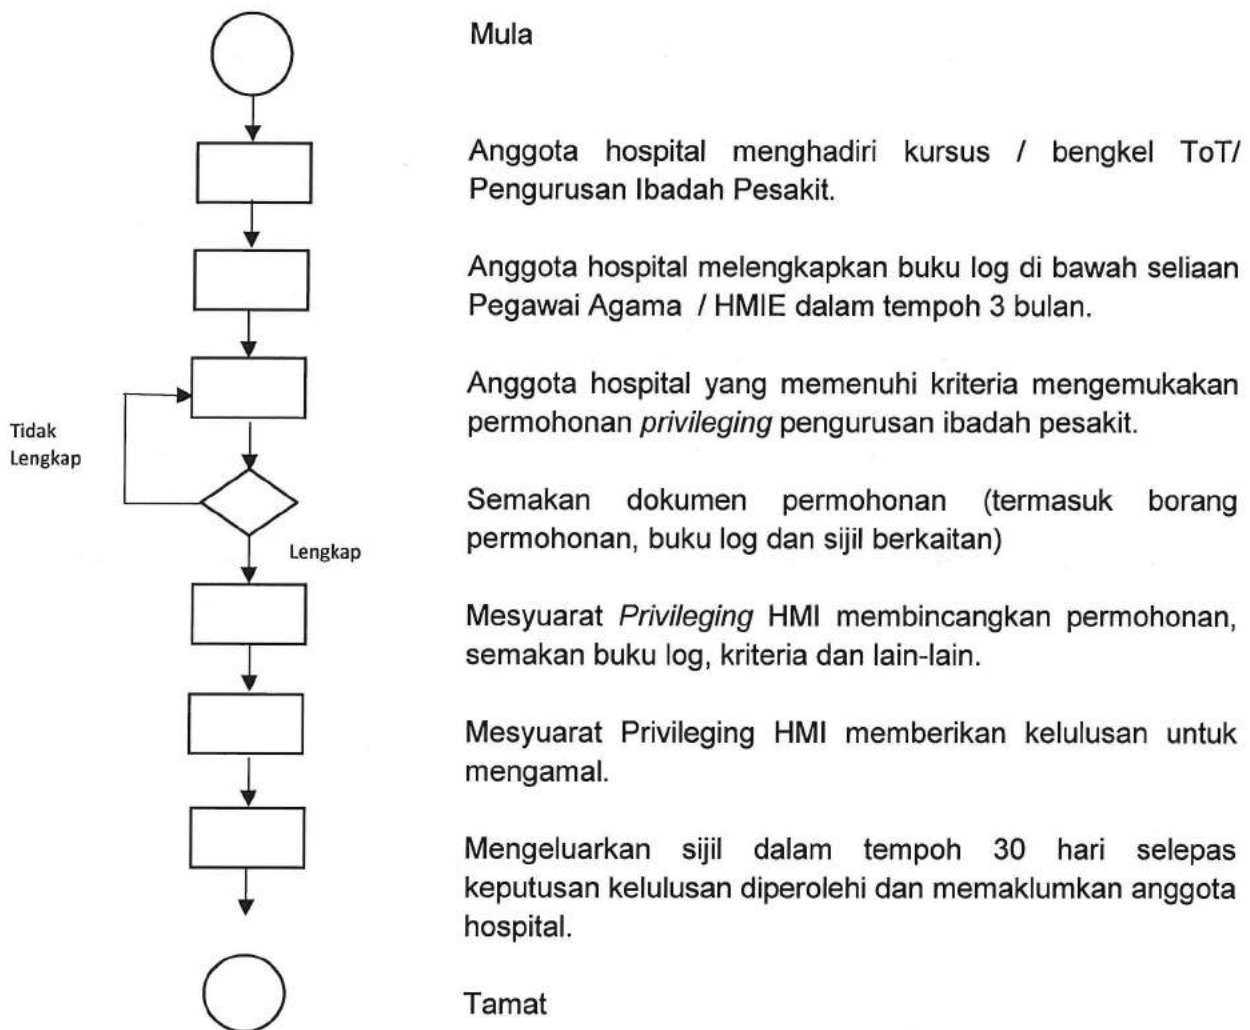 Mula
Anggota hospital menghadiri kursus / bengkel ToT/
Pengurusan Ibadah Pesakit.
Anggota hospital melengkapkan buku log di bawah seliaan
Pegawai Agama / HMIE dalam tempoh 3 bulan.
Anggota hospital yang memenuhi kriteria mengemukakan
permohonan privileging pengurusan ibadah pesakit.
Tidak
Lengkap
Semakan dokumen permohonan (termasuk borang
permohonan, buku log dan sijil berkaitan)
Lengkap
Mesyuarat Privileging HMI membincangkan permohonan,
semakan buku log, kriteria dan lain-lain.
Mesyuarat Privileging HMI memberikan kelulusan untuk
mengamal.
Mengeluarkan sijil dalam tempoh 30 hari selepas
keputusan kelulusan diperolehi dan memaklumkan anggota
hospital.
Tamat